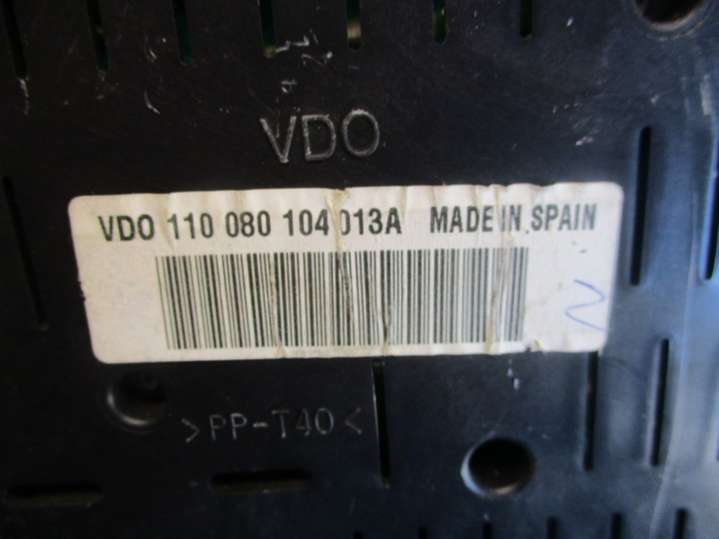 VDO
VDO 110 080 104 013A MADE IN SPAIN
>PP-T40<